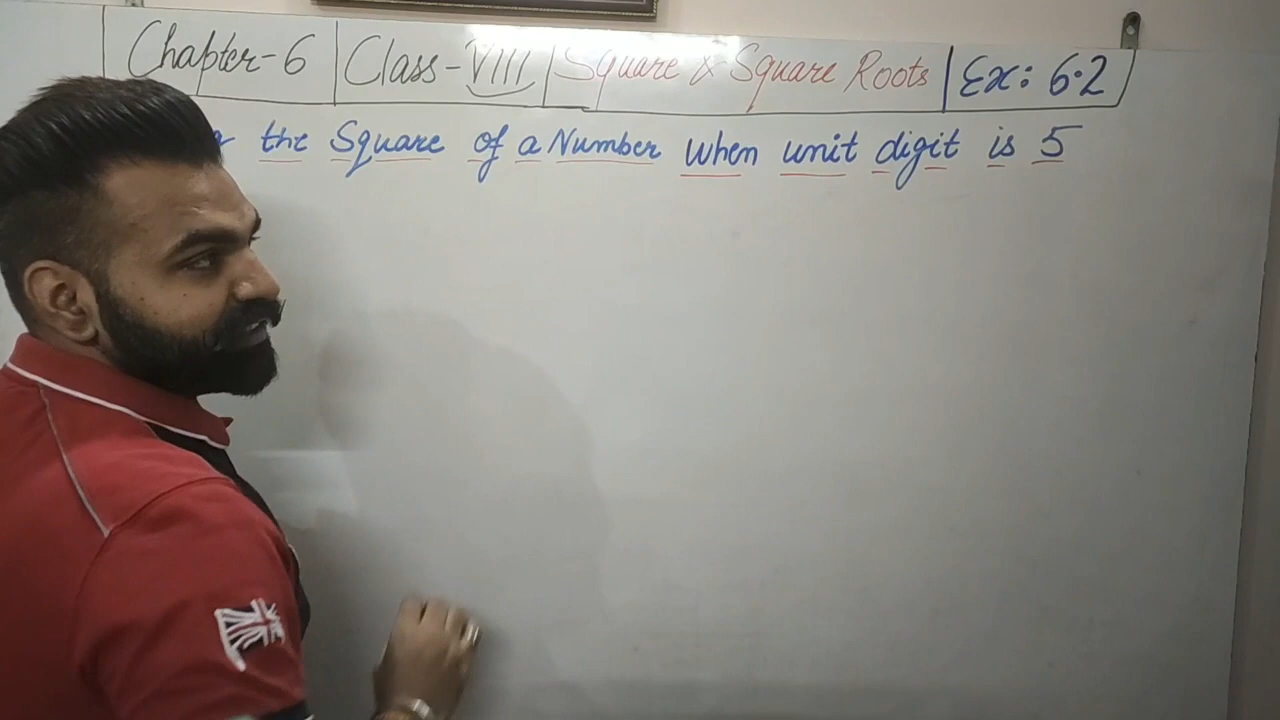 Chapter-6 Class-VIII Square & Square Roots Ex: 6.2
the Square of a Number when unit digit is 5